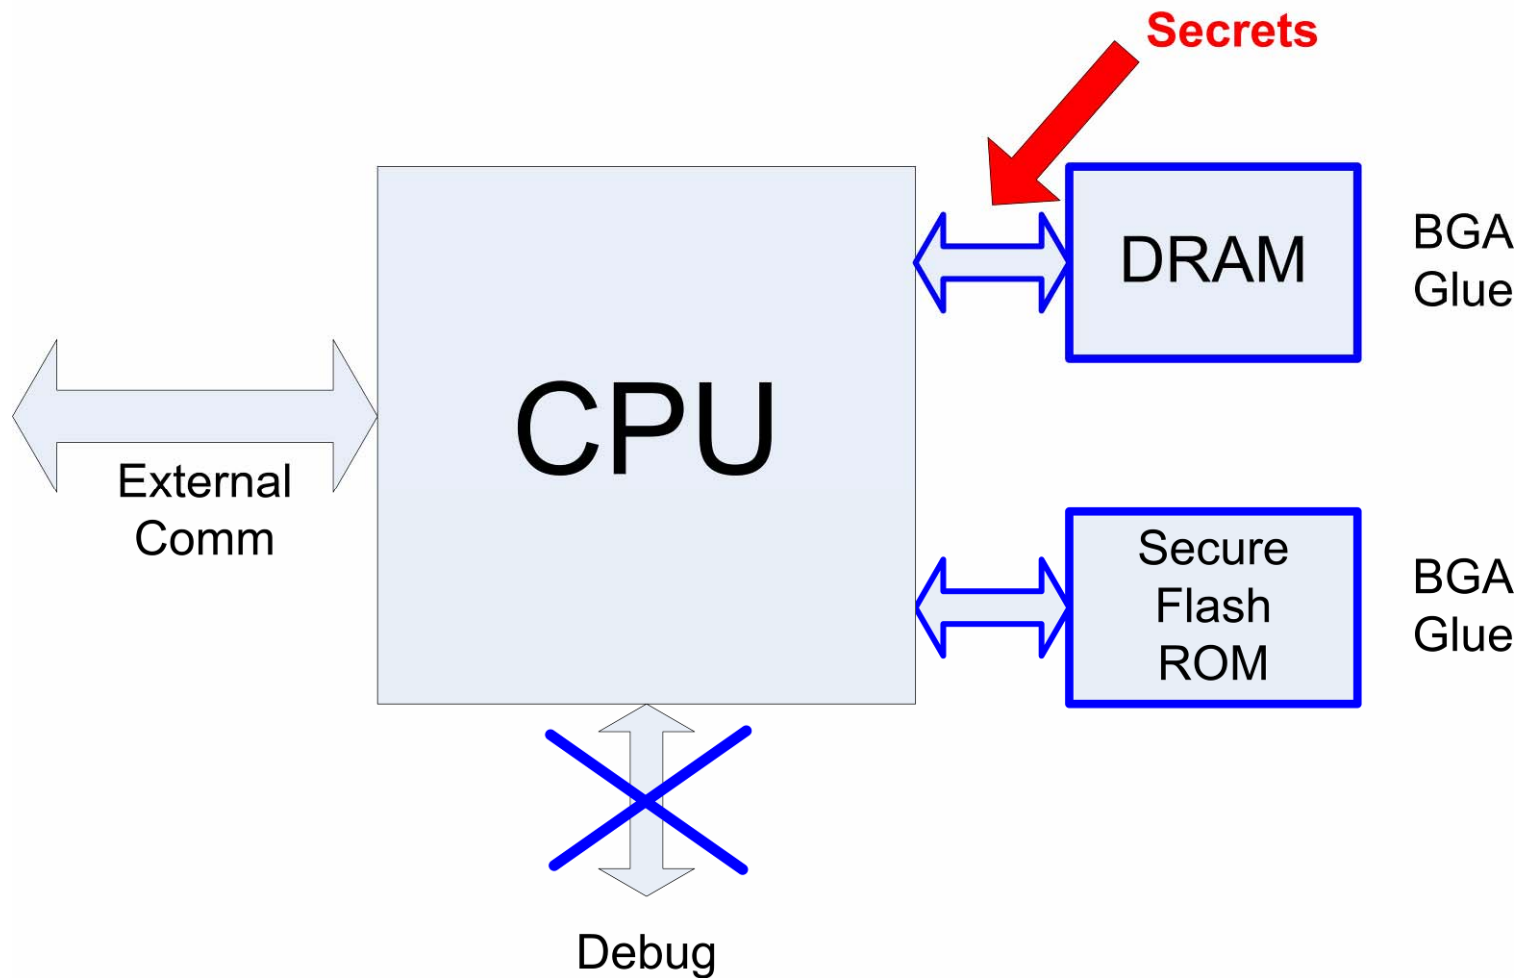 Secrets
DRAM
BGA
Glue
CPU
External
Comm
Secure
Flash
ROM
BGA
Glue
Debug